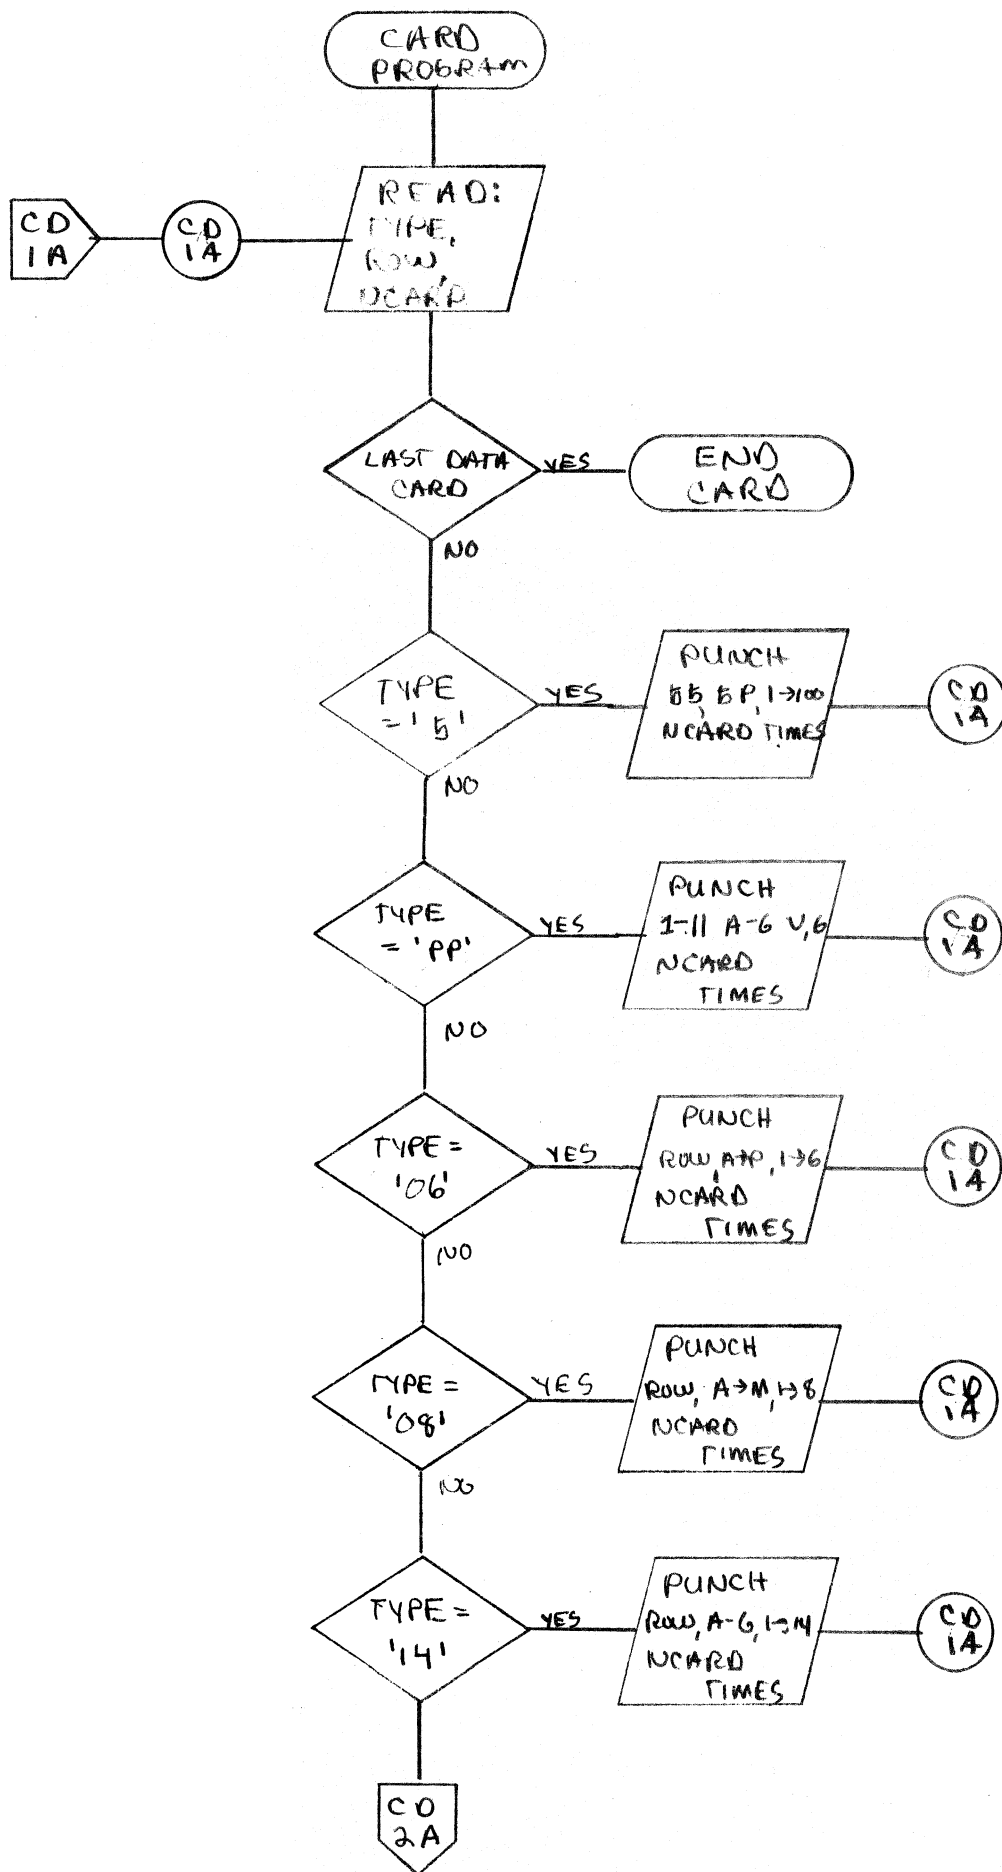 CARD
PROGRAM
CD
1A
CD
1A
READ:
TYPE,
ROW,
NCARD
LAST DATA
CARD
YES
END
CARD
NO
TYPE
= '5'
YES
PUNCH
55, 5P, 1→100
NCARD TIMES
CD
1A
NO
TYPE
= 'PP'
YES
PUNCH
1-11 A-G V,6
NCARD
TIMES
CD
1A
NO
TYPE =
'06'
YES
PUNCH
ROW, A→P, 1→6
NCARD
TIMES
CD
1A
NO
TYPE =
'08'
YES
PUNCH
ROW, A→M, 1→8
NCARD
TIMES
CD
1A
NO
TYPE =
'14'
YES
PUNCH
ROW, A-G, 1→14
NCARD
TIMES
CD
1A
CD
2A